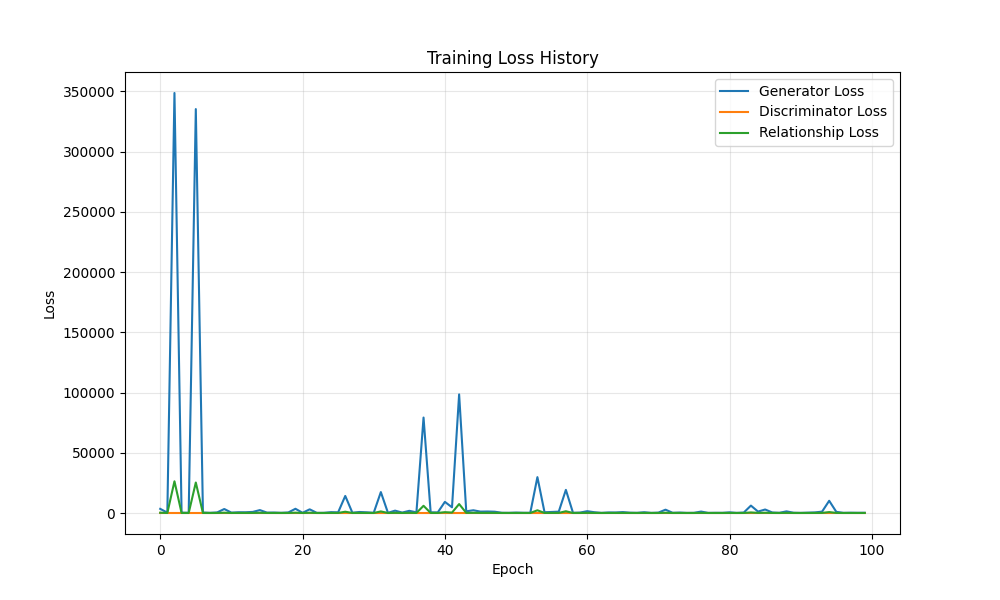 Training Loss History
Generator Loss
Discriminator Loss
Relationship Loss
350000
300000
250000
200000
150000
100000
50000
0
Loss
0 20 40 60 80 100
Epoch